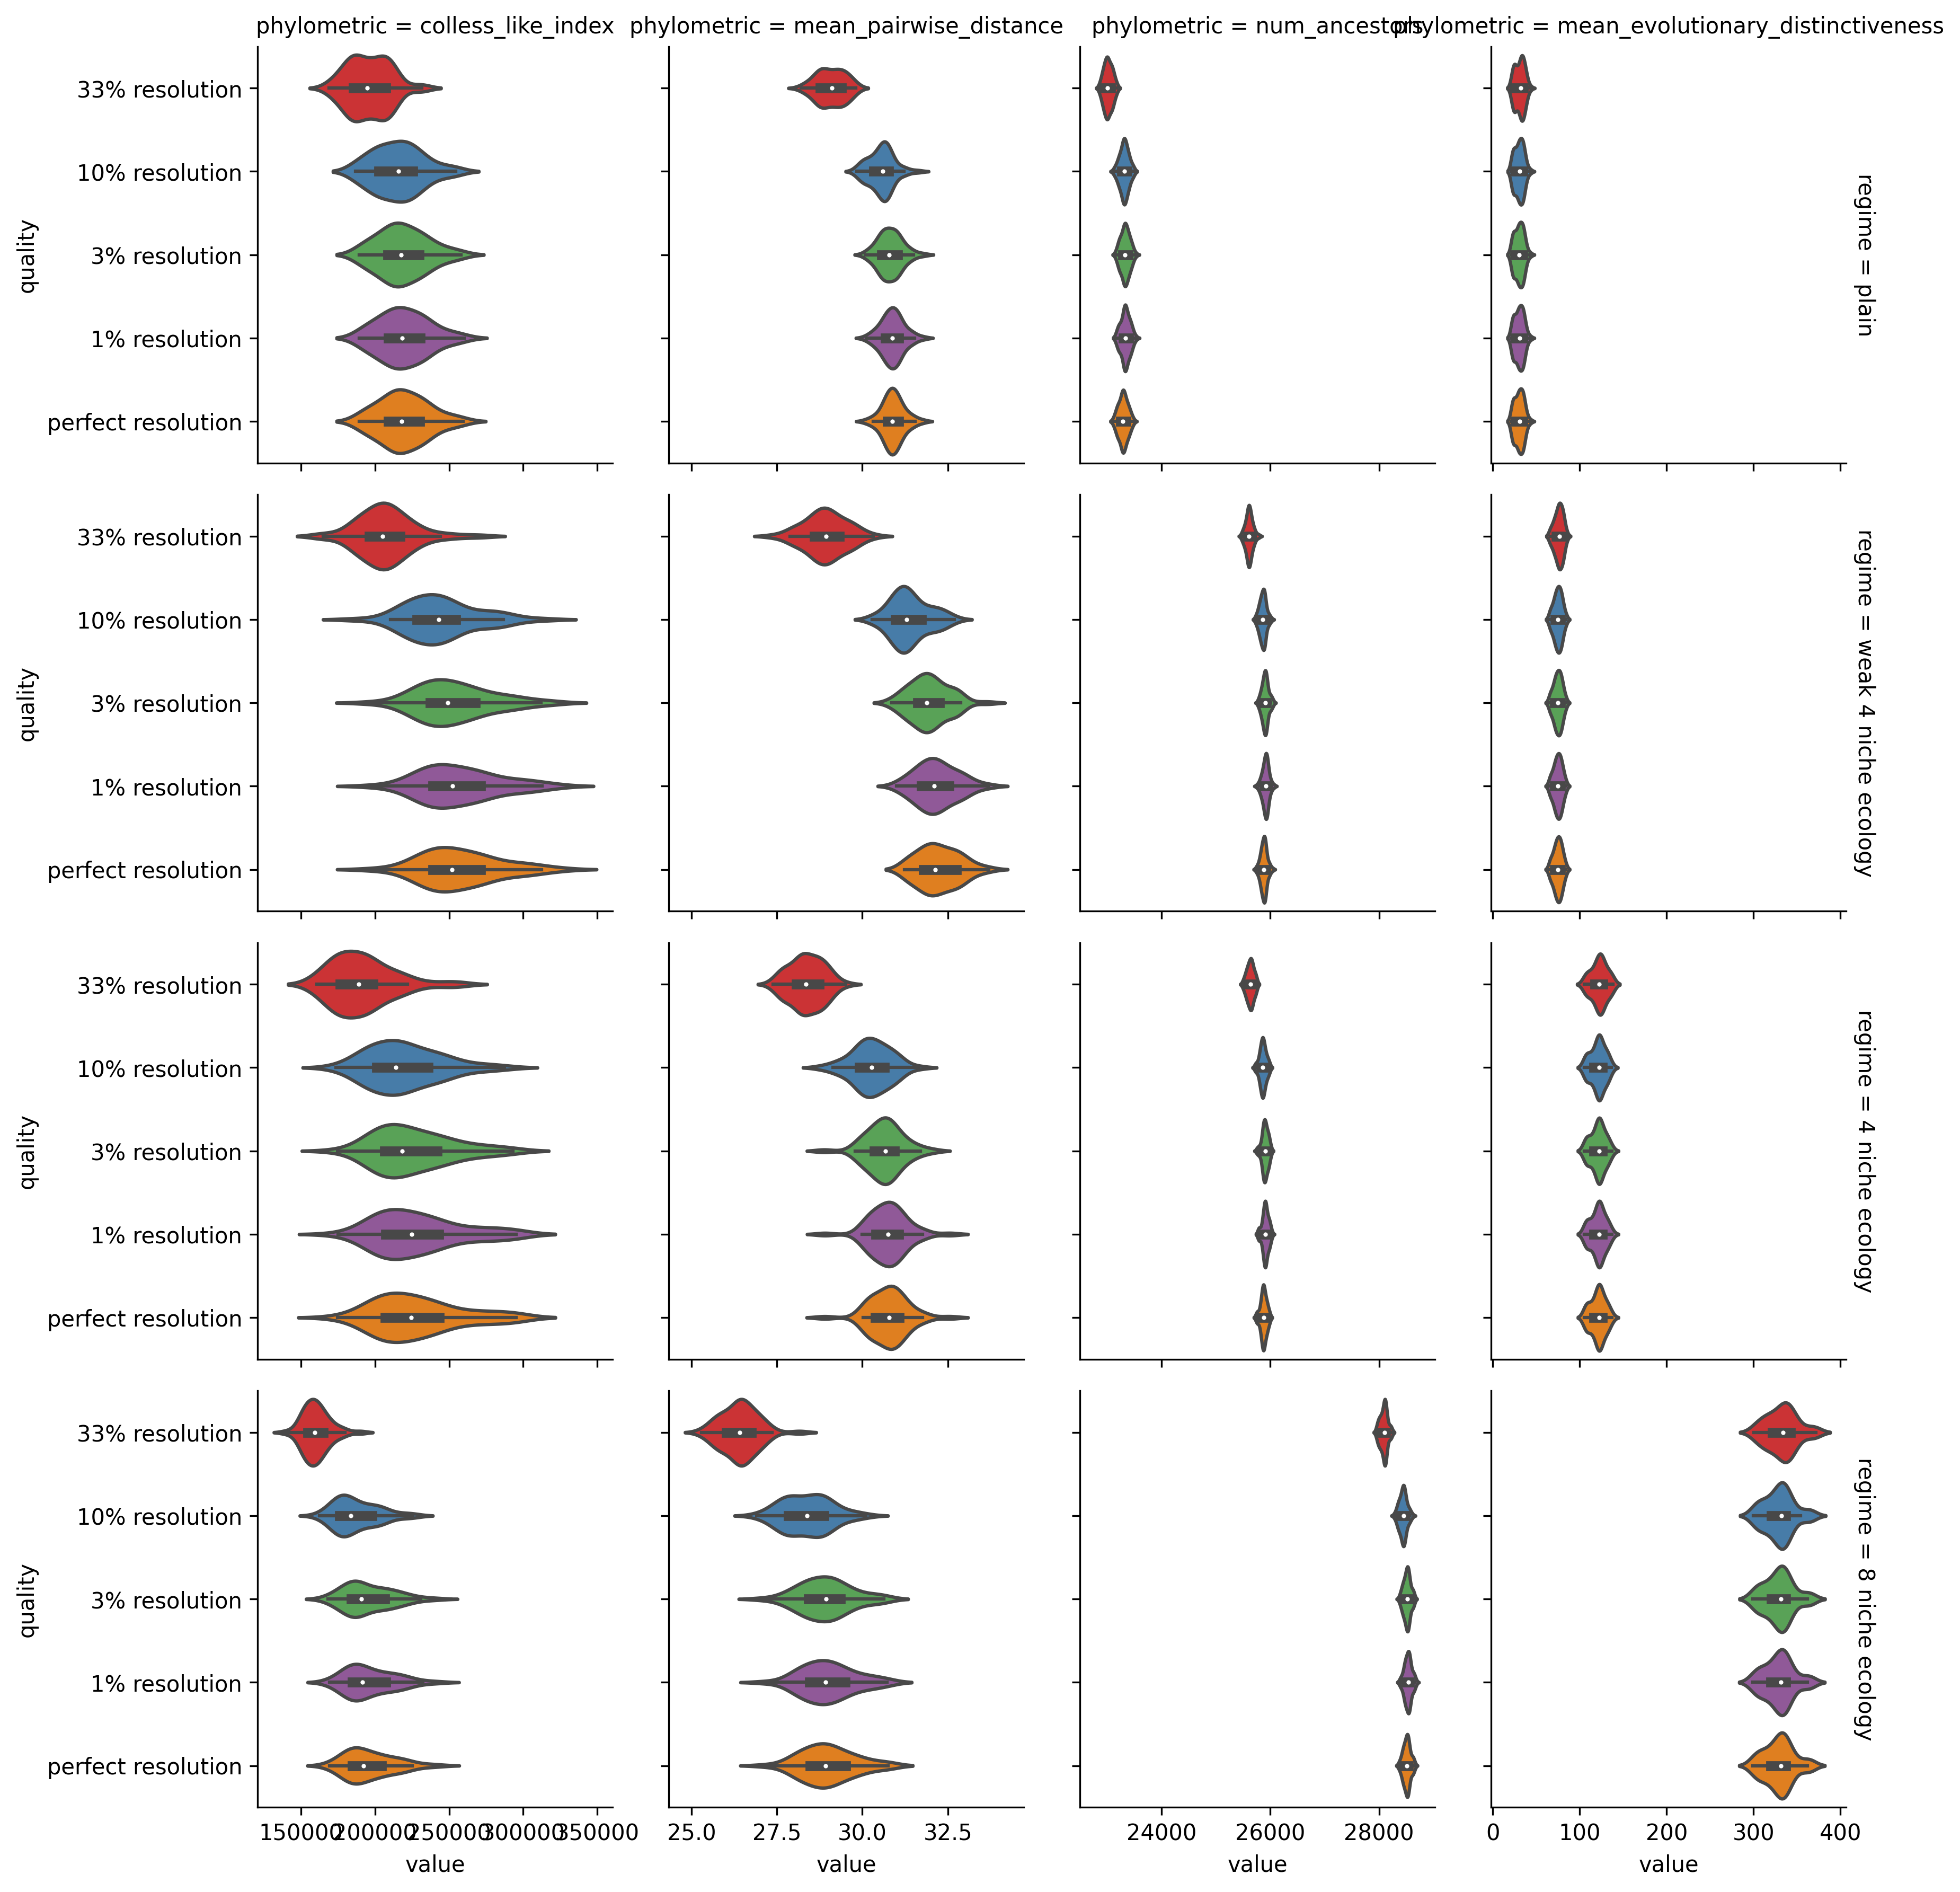 phylometric = colless_like_index
phylometric = mean_pairwise_distance
phylometric = num_ancestors
phylometric = mean_evolutionary_distinctiveness
33% resolution
10% resolution
3% resolution
1% resolution
perfect resolution
quality
regime = plain
33% resolution
10% resolution
3% resolution
1% resolution
perfect resolution
quality
regime = weak 4 niche ecology
33% resolution
10% resolution
3% resolution
1% resolution
perfect resolution
quality
regime = 4 niche ecology
33% resolution
10% resolution
3% resolution
1% resolution
perfect resolution
quality
regime = 8 niche ecology
150000 200000 250000 300000 350000
25.0 27.5 30.0 32.5
24000 26000 28000
0 100 200 300 400
value
value
value
value